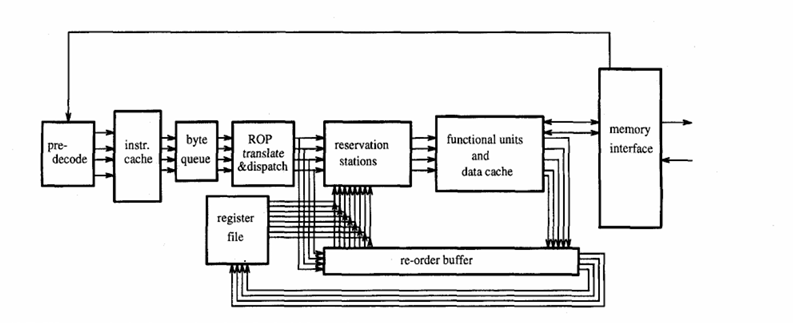 pre-
decode
instr.
cache
byte
queue
ROP
translate
&dispatch
reservation
stations
functional units
and
data cache
memory
interface
register
file
re-order buffer